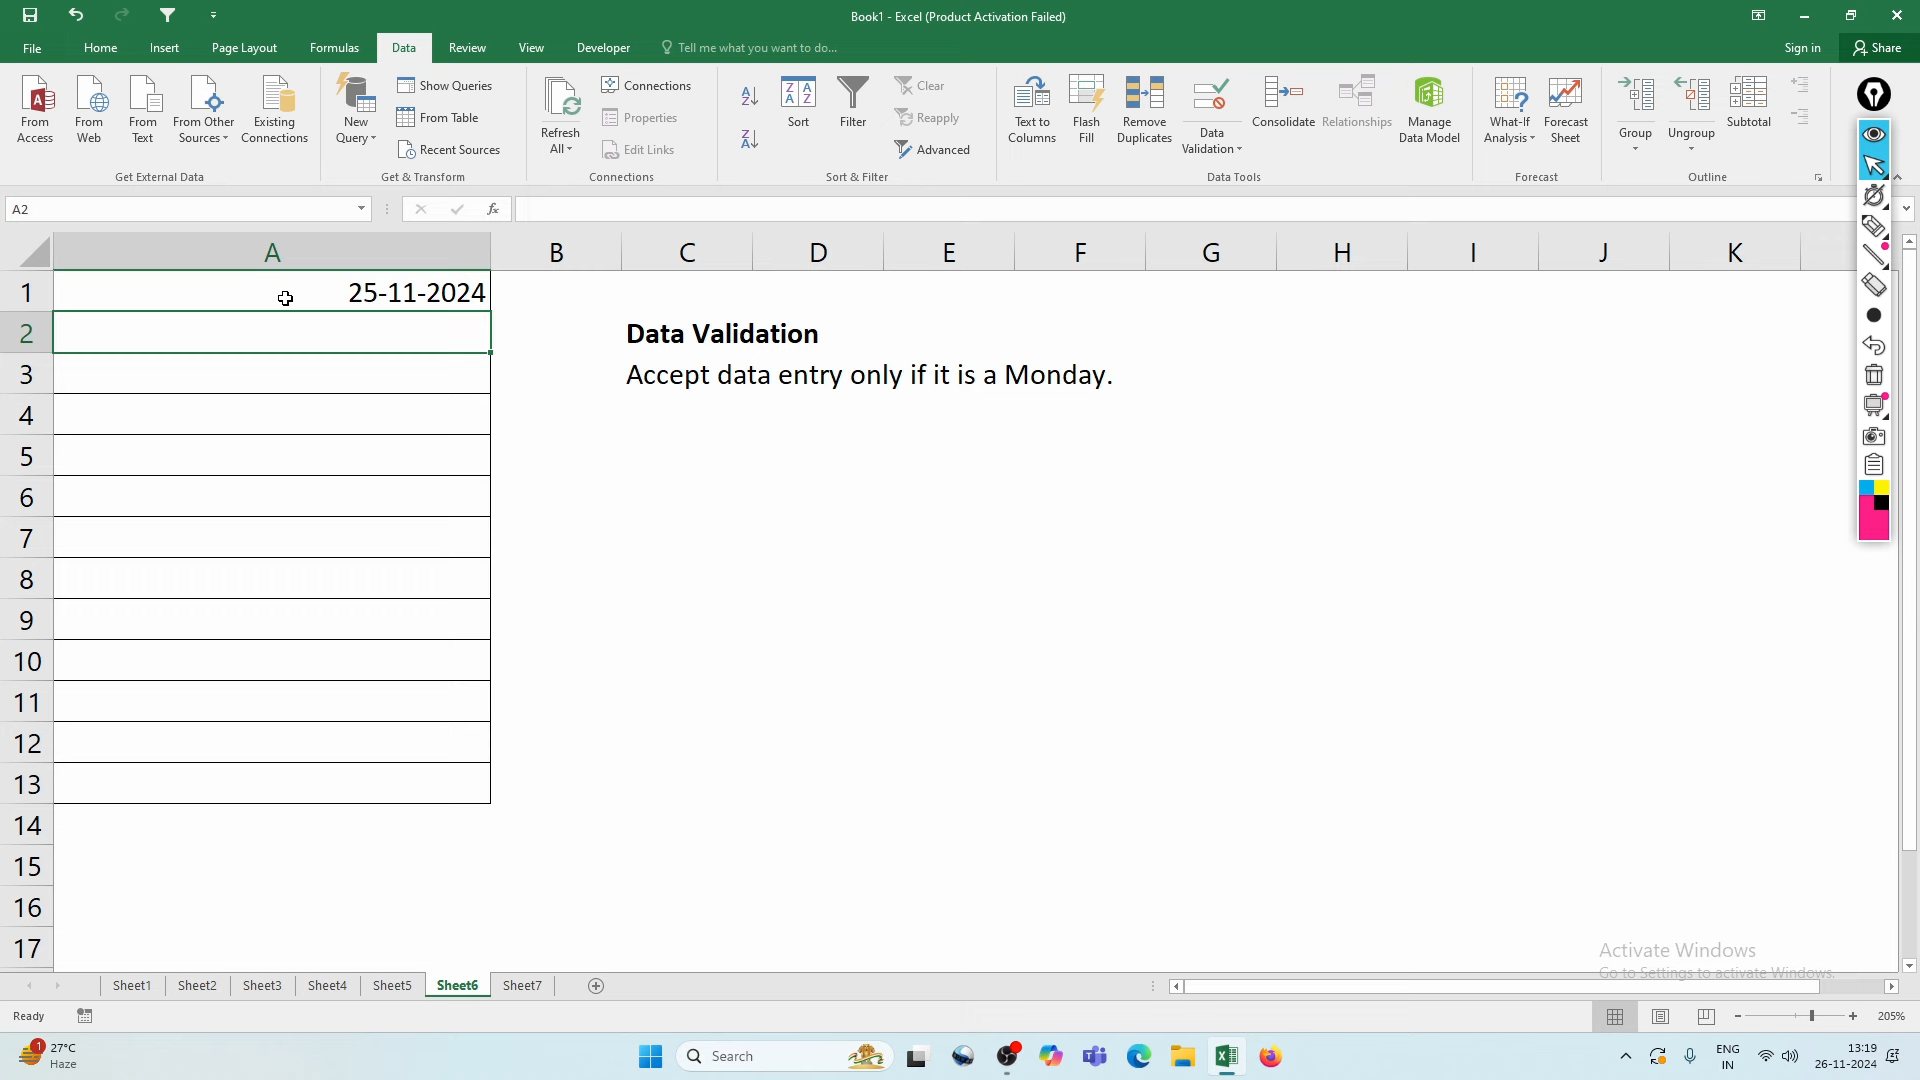 Book1 - Excel (Product Activation Failed)
File Home Insert Page Layout Formulas Data Review View Developer Tell me what you want to do... Sign in Share
From Access
From Web
From Text
From Other Sources
Existing Connections
Get External Data
New Query
Show Queries
From Table
Recent Sources
Get & Transform
Refresh All
Connections
Properties
Edit Links
Connections
Sort
Filter
Clear
Reapply
Advanced
Sort & Filter
Text to Columns
Flash Fill
Remove Duplicates
Data Validation
Consolidate
Relationships
Manage Data Model
Data Tools
What-If Analysis
Forecast Sheet
Forecast
Group
Ungroup
Subtotal
Outline
A2
fx
A B C D E F G H I J K
1 25-11-2024
2 Data Validation
3 Accept data entry only if it is a Monday.
4
5
6
7
8
9
10
11
12
13
14
15
16
17
Activate Windows
Go to Settings to activate Windows.
Sheet1 Sheet2 Sheet3 Sheet4 Sheet5 Sheet6 Sheet7
Ready
205%
1
27°C
Haze
Search
ENG
IN
13:19
26-11-2024